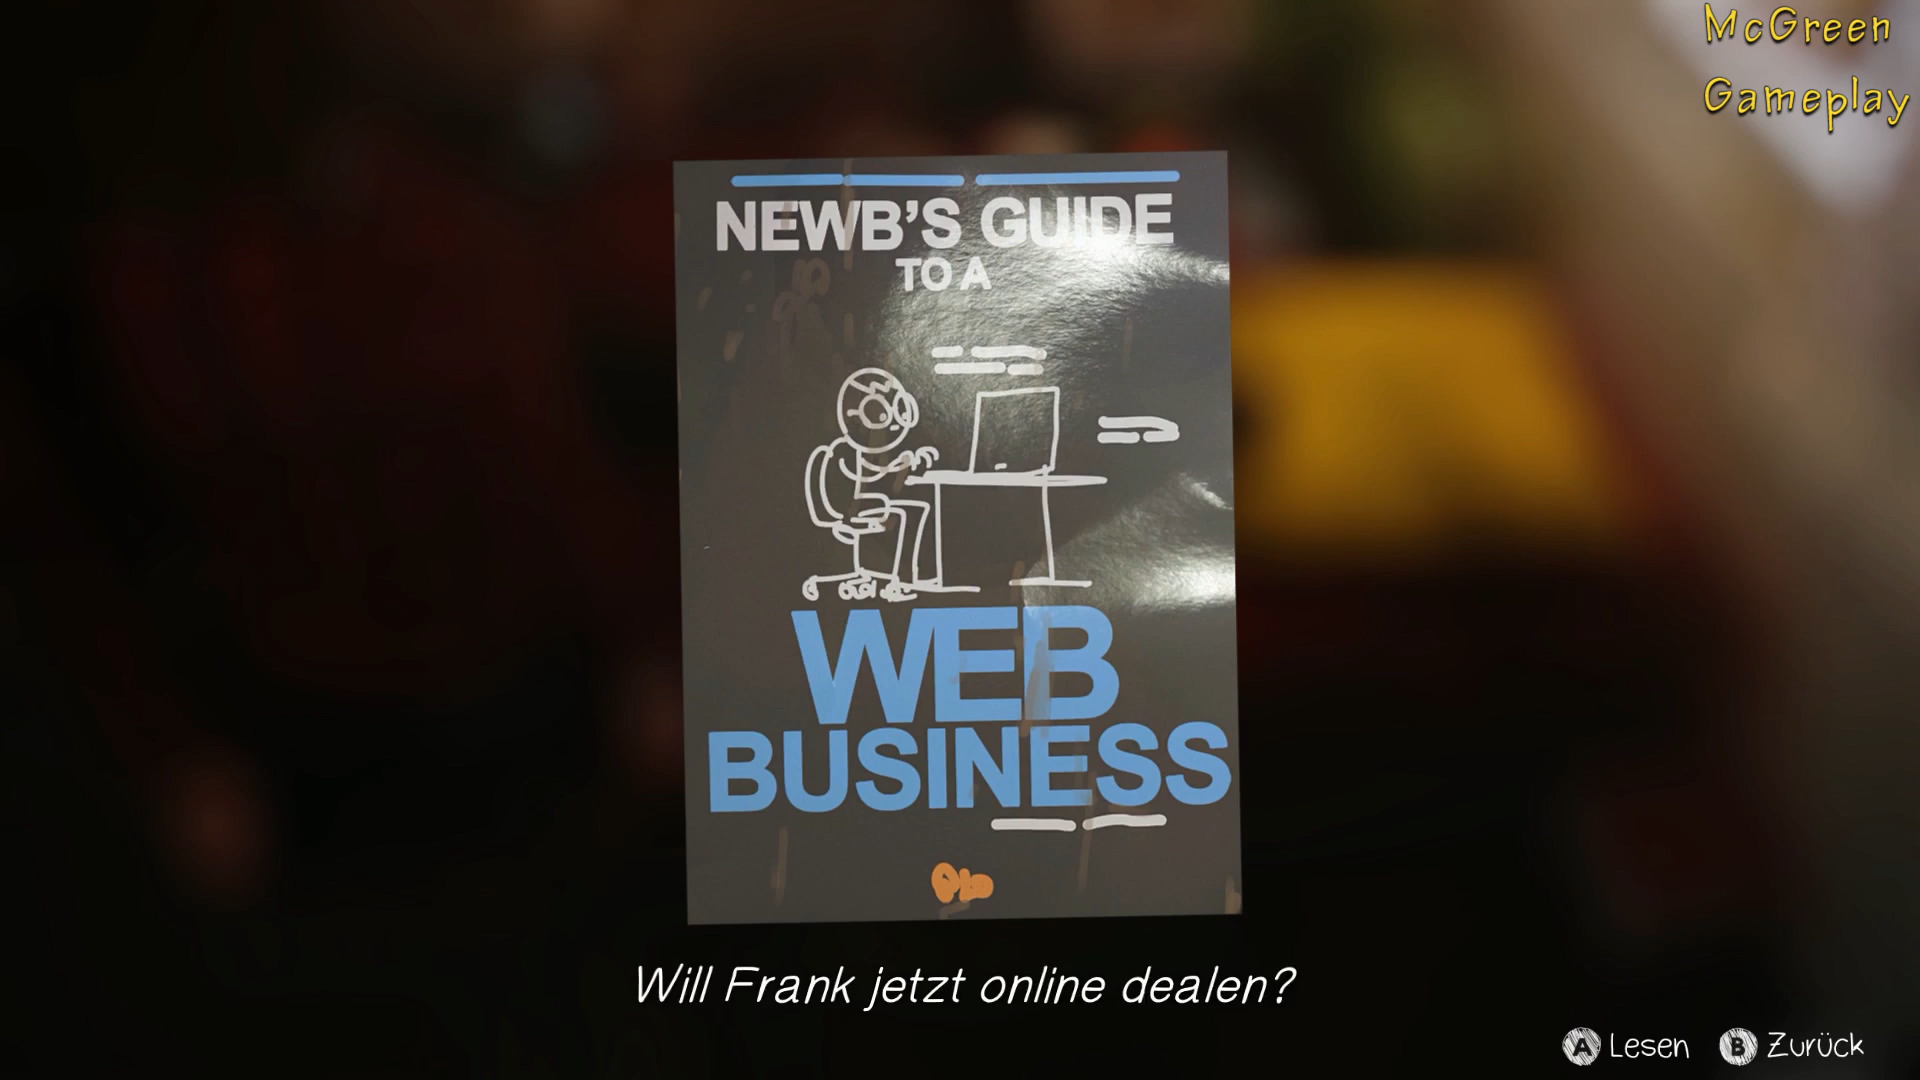 McGreen
Gameplay
NEWB'S GUIDE
TO A
WEB
BUSINESS
Will Frank jetzt online dealen?
A Lesen B Zurück